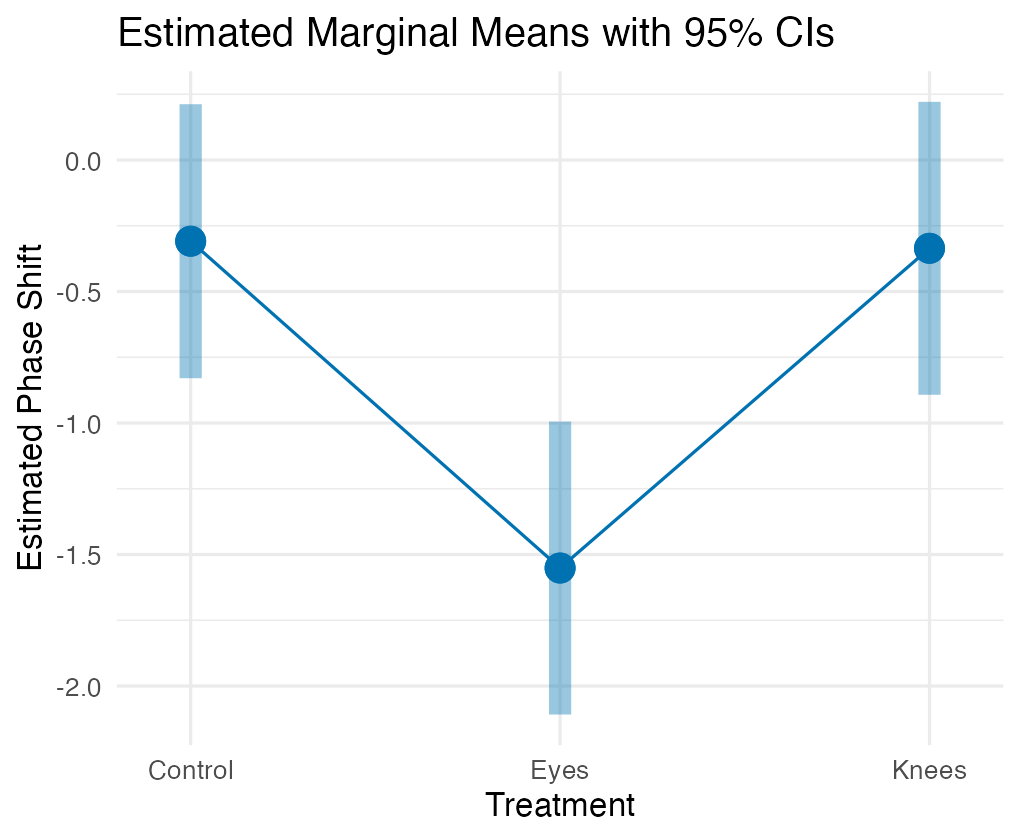 Estimated Marginal Means with 95% CIs
Estimated Phase Shift
0.0
-0.5
-1.0
-1.5
-2.0
Control Eyes Knees
Treatment